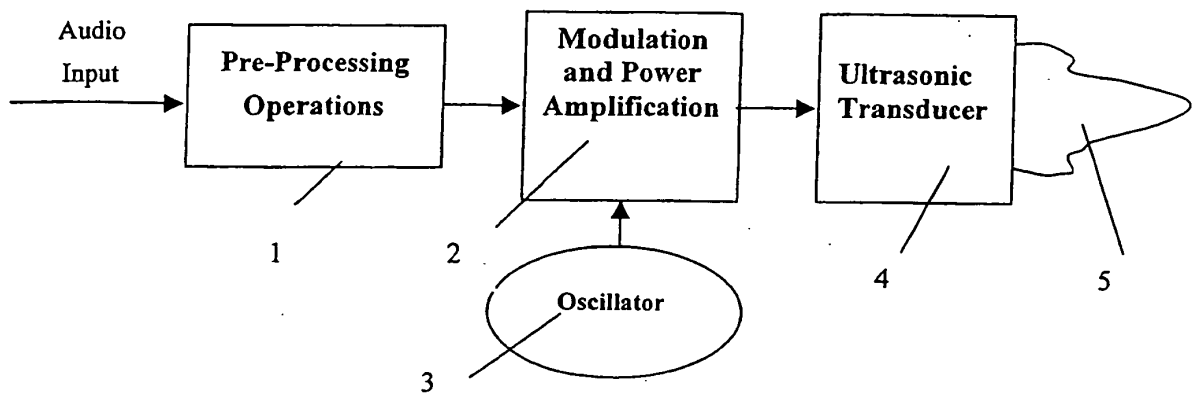 Audio
Input
Pre-Processing
Operations
Modulation
and Power
Amplification
Ultrasonic
Transducer
1
2
4
5
Oscillator
3